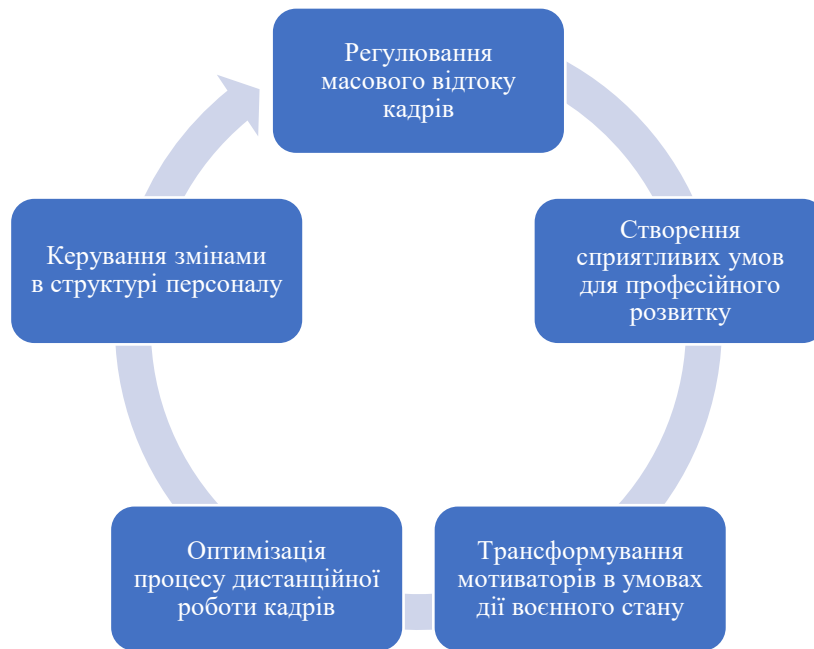 Регулювання
масового відтоку
кадрів
Створення
сприятливих умов
для професійного
розвитку
Трансформування
мотиваторів в умовах
дії воєнного стану
Оптимізація
процесу дистанційної
роботи кадрів
Керування змінами
в структурі персоналу